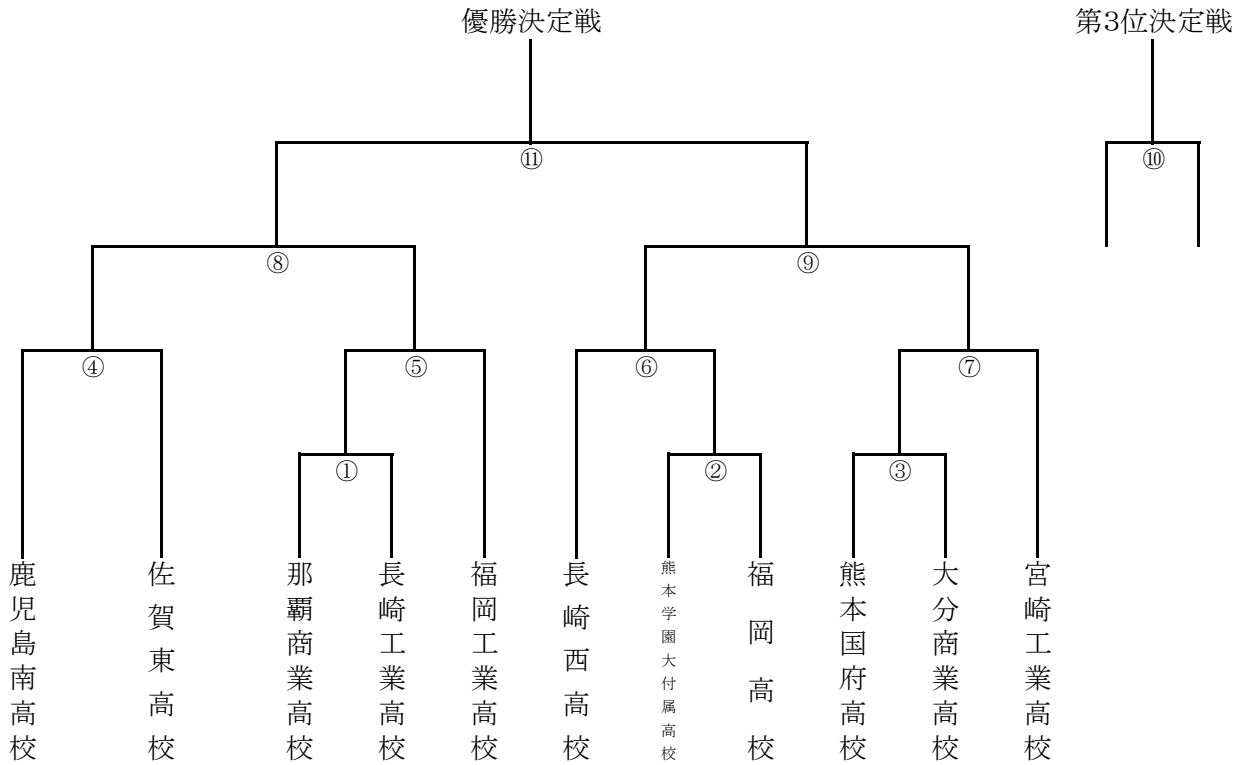 優勝決定戦
第3位決定戦
⑪
⑩
⑧
⑨
④
⑤
⑥
⑦
①
②
③
鹿児島南高校
佐賀東高校
那覇商業高校
長崎工業高校
福岡工業高校
長崎西高校
熊本学園大付属高校
福岡高校
熊本国府高校
大分商業高校
宮崎工業高校